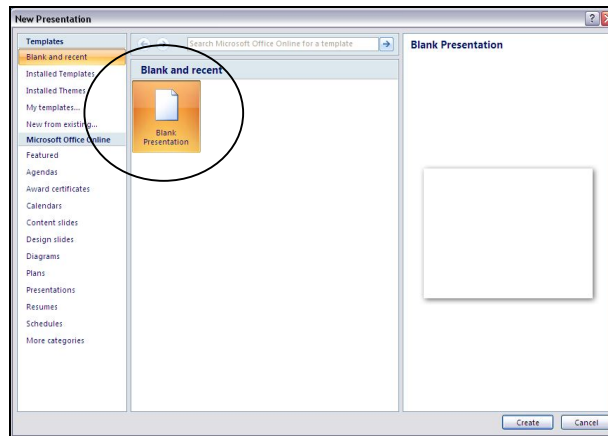 New Presentation
Templates
Blank and recent
Installed Templates
Installed Themes
My templates...
New from existing...
Microsoft Office Online
Featured
Agendas
Award certificates
Calendars
Content slides
Design slides
Diagrams
Plans
Presentations
Resumes
Schedules
More categories
Search Microsoft Office Online for a template
Blank and recent
Blank
Presentation
Blank Presentation
Create
Cancel